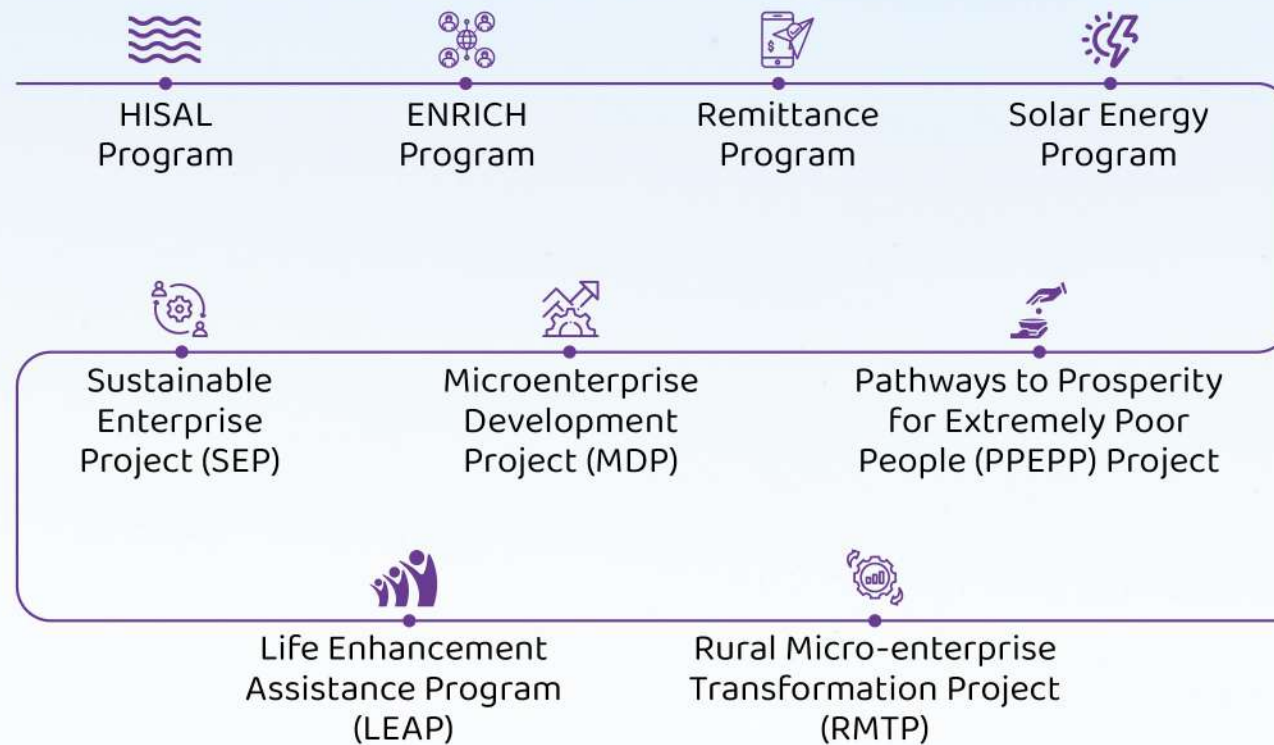 HISAL
Program
ENRICH
Program
Remittance
Program
Solar Energy
Program
Sustainable
Enterprise
Project (SEP)
Microenterprise
Development
Project (MDP)
Pathways to Prosperity
for Extremely Poor
People (PPEPP) Project
Life Enhancement
Assistance Program
(LEAP)
Rural Micro-enterprise
Transformation Project
(RMTP)